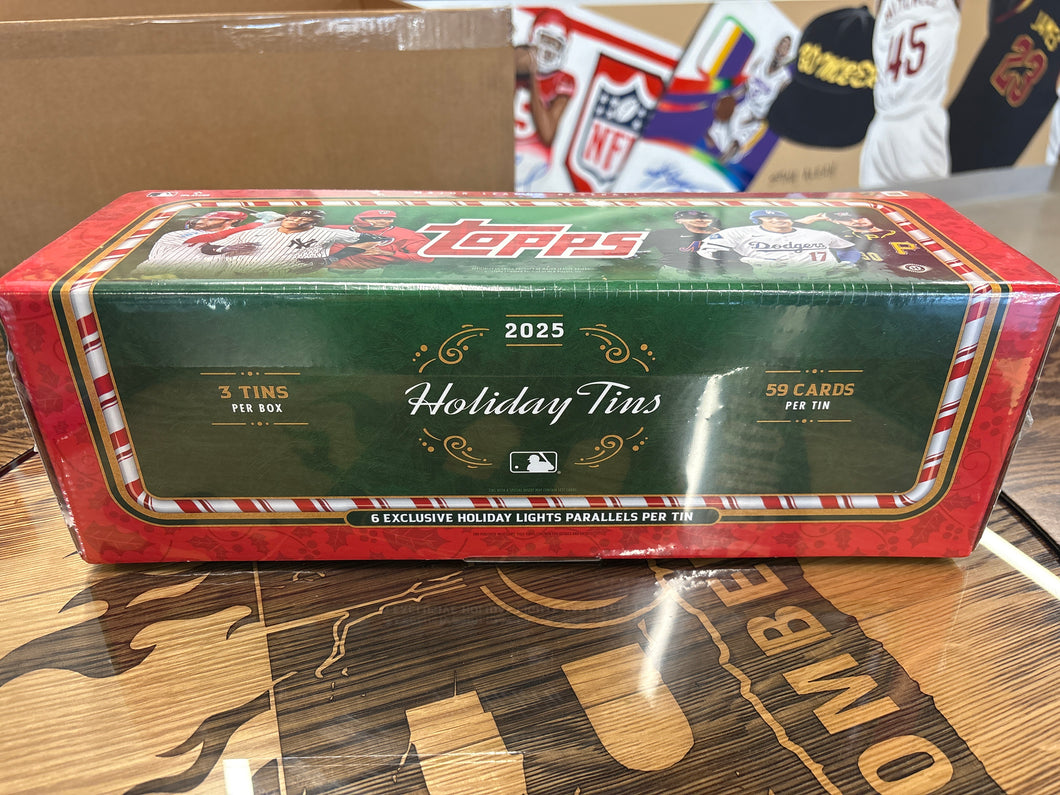 NFL
45
23
topps
Dodgers
17
P
2025
3 TINS
PER BOX
Holiday Tins
59 CARDS
PER TIN
6 EXCLUSIVE HOLIDAY LIGHTS PARALLELS PER TIN
OMBE